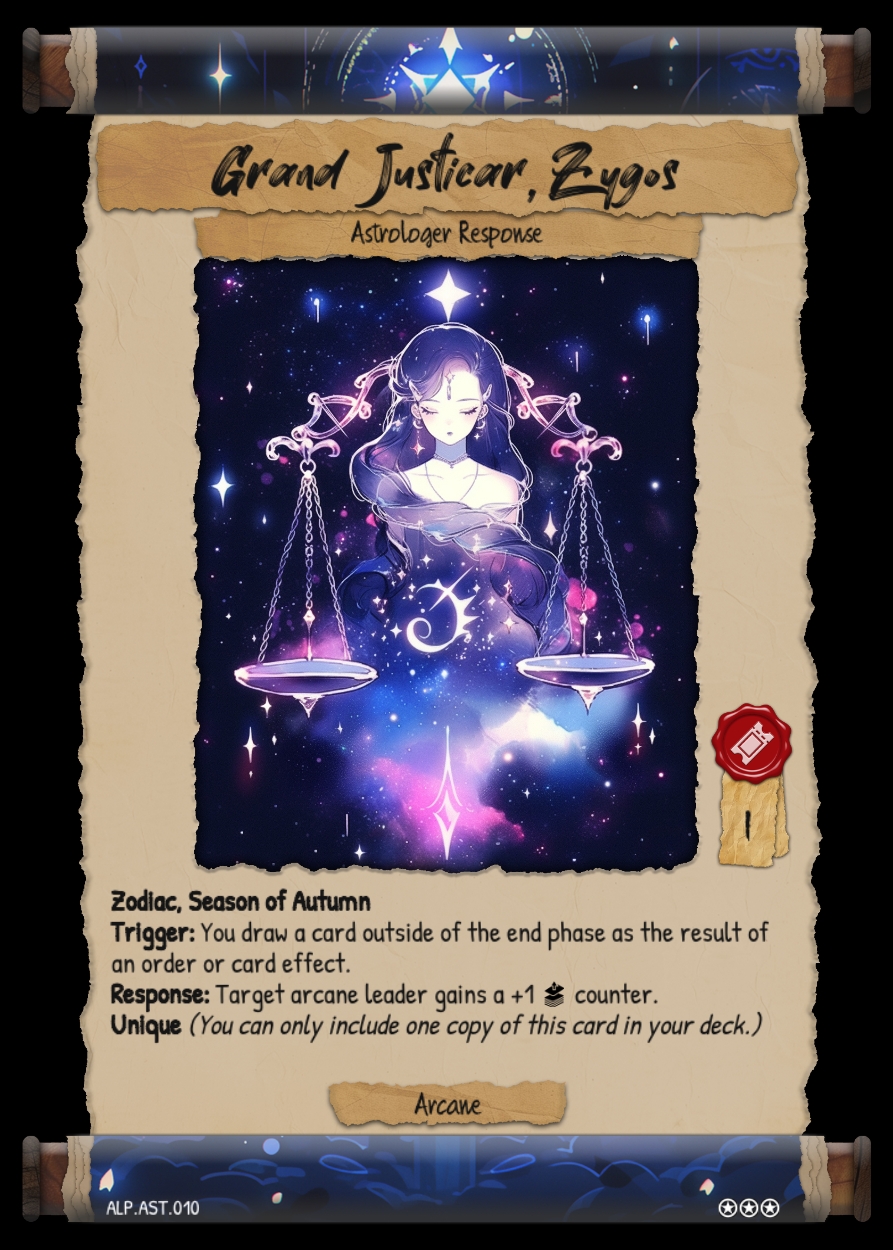 Grand Justicar, Zygos
Astrologer Response
1
Zodiac, Season of Autumn
Trigger: You draw a card outside of the end phase as the result of
an order or card effect.
Response: Target arcane leader gains a +1 counter.
Unique (You can only include one copy of this card in your deck.)
Arcane
ALP.AST.010